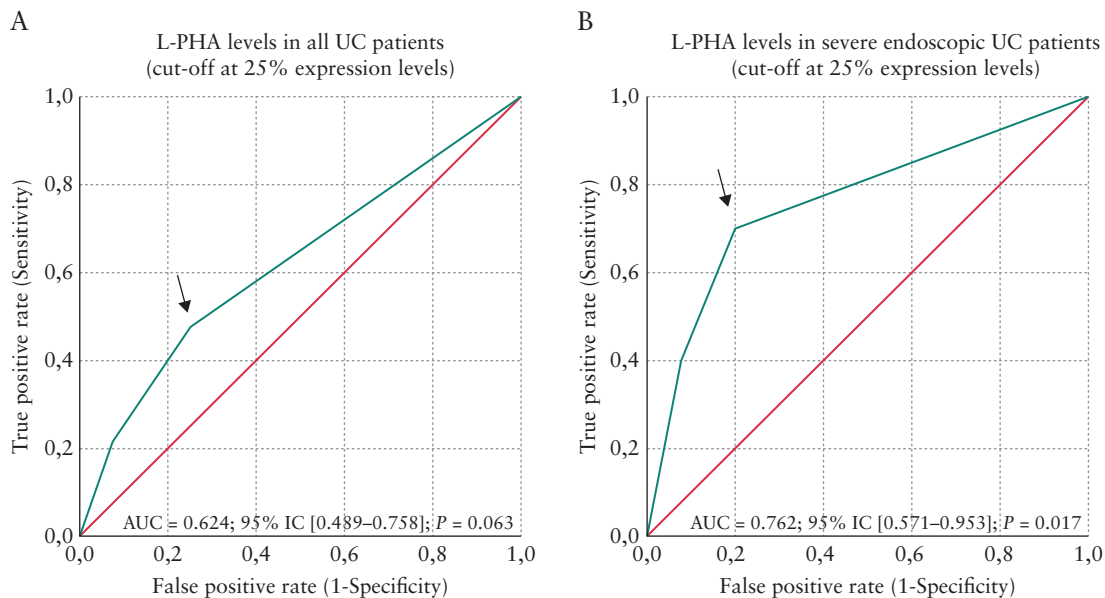 A
L-PHA levels in all UC patients
(cut-off at 25% expression levels)
1,0
0,8
0,6
0,4
0,2
0,0
True positive rate (Sensitivity)
AUC = 0.624; 95% IC [0.489–0.758]; P = 0.063
0,0 0,2 0,4 0,6 0,8 1,0
False positive rate (1-Specificity)
B
L-PHA levels in severe endoscopic UC patients
(cut-off at 25% expression levels)
1,0
0,8
0,6
0,4
0,2
0,0
True positive rate (Sensitivity)
AUC = 0.762; 95% IC [0.571–0.953]; P = 0.017
0,0 0,2 0,4 0,6 0,8 1,0
False positive rate (1-Specificity)